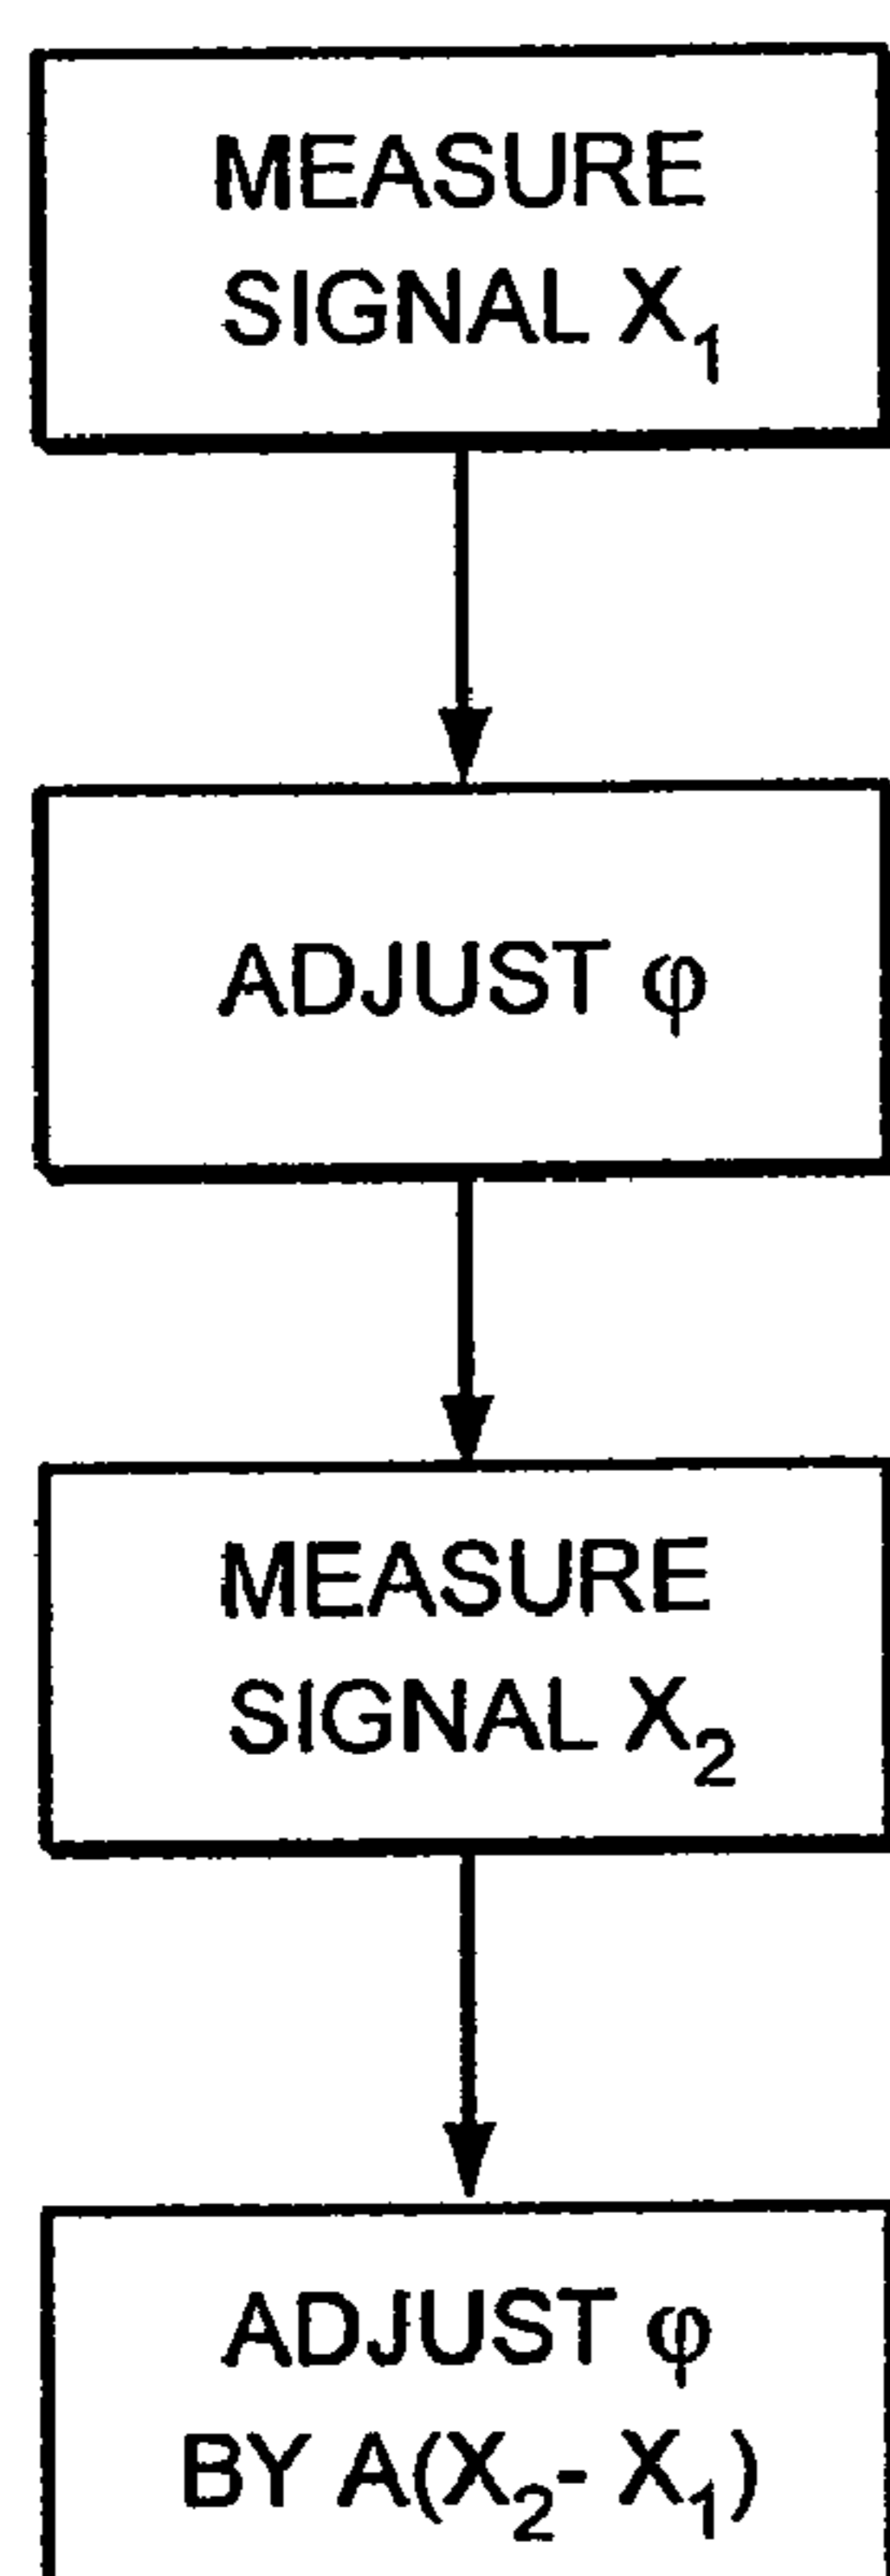 MEASURE
SIGNAL X₁
ADJUST φ
MEASURE
SIGNAL X₂
ADJUST φ
BY A(X₂- X₁)